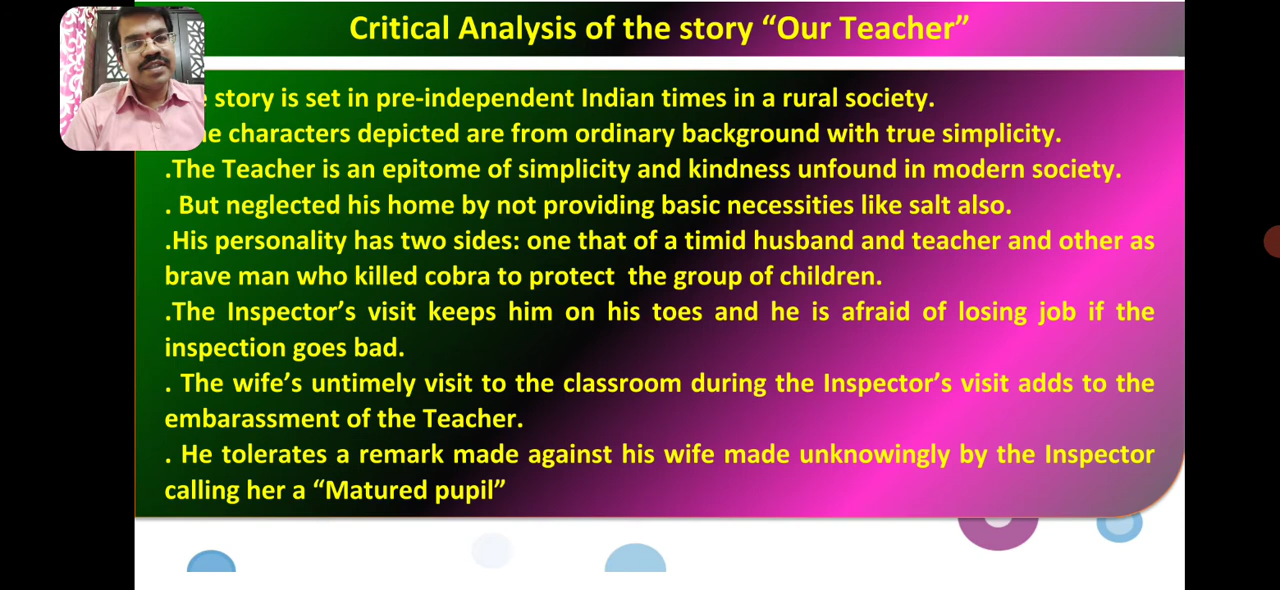 Critical Analysis of the story “Our Teacher”
story is set in pre-independent Indian times in a rural society.
characters depicted are from ordinary background with true simplicity.
.The Teacher is an epitome of simplicity and kindness unfound in modern society.
. But neglected his home by not providing basic necessities like salt also.
.His personality has two sides: one that of a timid husband and teacher and other as
brave man who killed cobra to protect the group of children.
.The Inspector’s visit keeps him on his toes and he is afraid of losing job if the
inspection goes bad.
. The wife’s untimely visit to the classroom during the Inspector’s visit adds to the
embarassment of the Teacher.
. He tolerates a remark made against his wife made unknowingly by the Inspector
calling her a “Matured pupil”